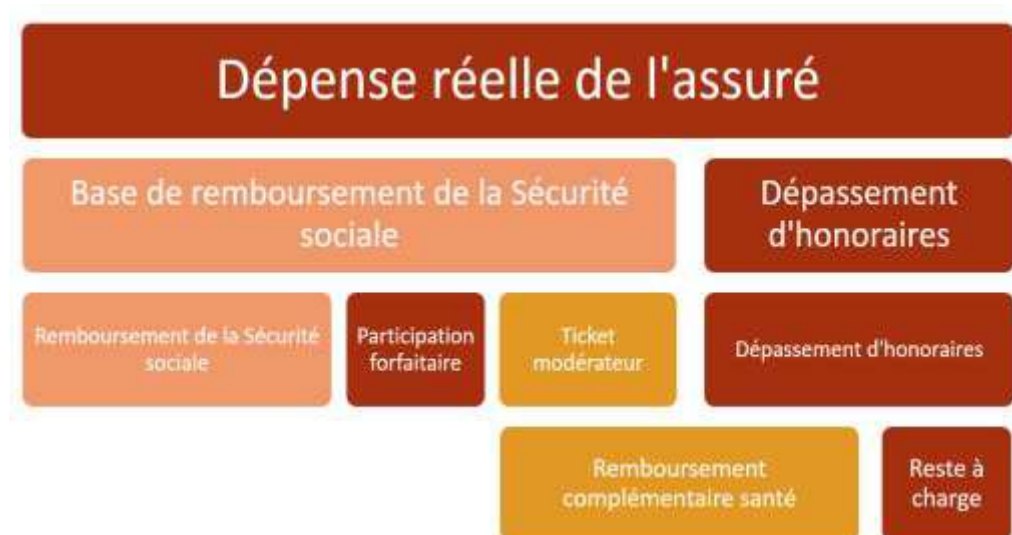 Dépense réelle de l'assuré
Base de remboursement de la Sécurité
sociale
Dépassement
d'honoraires
Remboursement de la Sécurité
sociale
Participation
forfaitaire
Ticket
modérateur
Dépassement d'honoraires
Remboursement
complémentaire santé
Reste à
charge